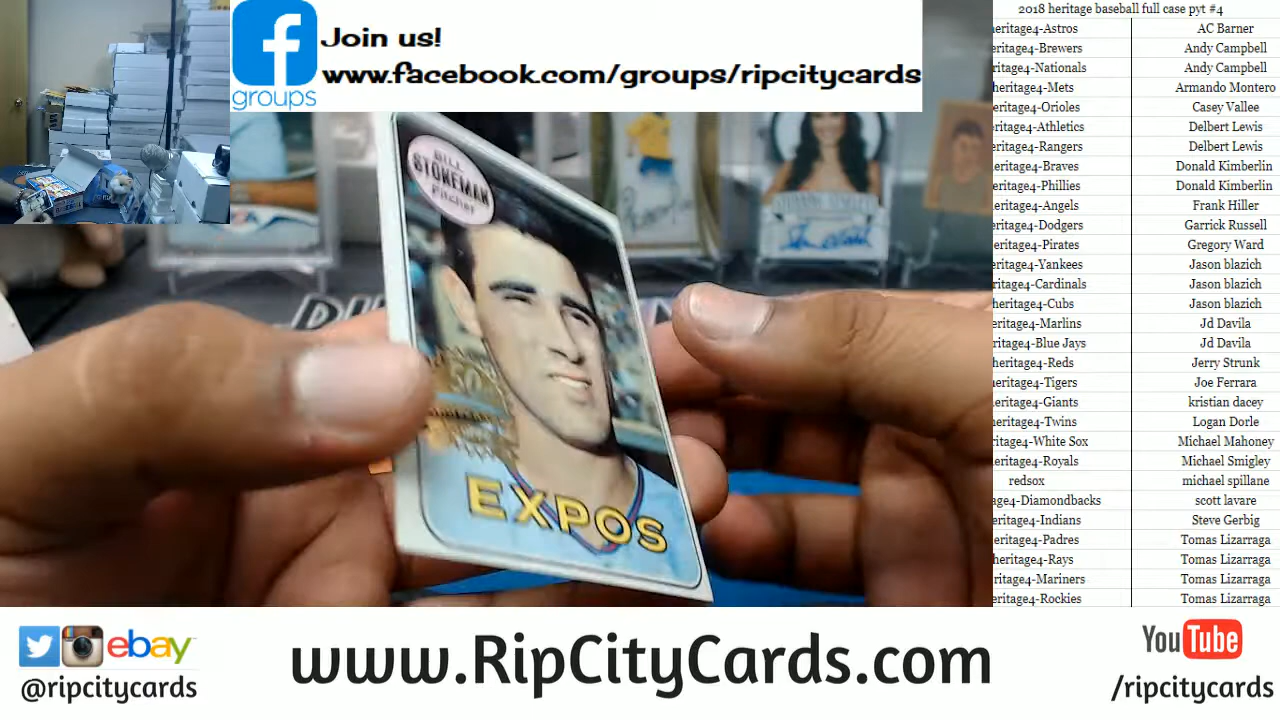 Join us!
www.facebook.com/groups/ripcitycards
groups
BILL
STONEMAN
Pitcher
50
EXPOS
2018 heritage baseball full case pyt #4
eritage4-Astros AC Barner
eritage4-Brewers Andy Campbell
eritage4-Nationals Andy Campbell
heritage4-Mets Armando Montero
eritage4-Orioles Casey Vallee
eritage4-Athletics Delbert Lewis
eritage4-Rangers Delbert Lewis
eritage4-Braves Donald Kimberlin
eritage4-Phillies Donald Kimberlin
eritage4-Angels Frank Hiller
eritage4-Dodgers Garrick Russell
eritage4-Pirates Gregory Ward
eritage4-Yankees Jason blazich
eritage4-Cardinals Jason blazich
heritage4-Cubs Jason blazich
eritage4-Marlins Jd Davila
eritage4-Blue Jays Jd Davila
heritage4-Reds Jerry Strunk
eritage4-Tigers Joe Ferrara
eritage4-Giants kristian dacey
eritage4-Twins Logan Dorle
ritage4-White Sox Michael Mahoney
eritage4-Royals Michael Smigley
redsox michael spillane
age4-Diamondbacks scott lavare
eritage4-Indians Steve Gerbig
eritage4-Padres Tomas Lizarraga
heritage4-Rays Tomas Lizarraga
ritage4-Mariners Tomas Lizarraga
eritage4-Rockies Tomas Lizarraga
ebay
@ripcitycards
www.RipCityCards.com
YouTube
/ripcitycards